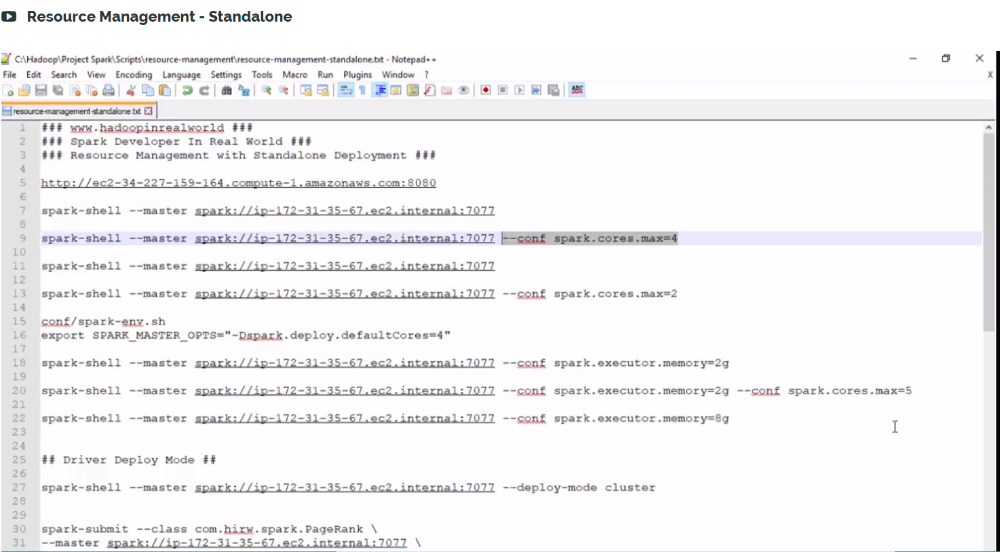 Resource Management - Standalone
C:\Hadoop\Project Spark\Scripts\resource-management\resource-management-standalone.txt - Notepad++
File Edit Search View Encoding Language Settings Tools Macro Run Plugins Window ? X
ABC
resource-management-standalone.txt
1 ### www.hadoopinrealworld ###
2 ### Spark Developer In Real World ###
3 ### Resource Management with Standalone Deployment ###
4
5 http://ec2-34-227-159-164.compute-1.amazonaws.com:8080
6
7 spark-shell --master spark://ip-172-31-35-67.ec2.internal:7077
8
9 spark-shell --master spark://ip-172-31-35-67.ec2.internal:7077 --conf spark.cores.max=4
10
11 spark-shell --master spark://ip-172-31-35-67.ec2.internal:7077
12
13 spark-shell --master spark://ip-172-31-35-67.ec2.internal:7077 --conf spark.cores.max=2
14
15 conf/spark-env.sh
16 export SPARK_MASTER_OPTS="-Dspark.deploy.defaultCores=4"
17
18 spark-shell --master spark://ip-172-31-35-67.ec2.internal:7077 --conf spark.executor.memory=2g
19
20 spark-shell --master spark://ip-172-31-35-67.ec2.internal:7077 --conf spark.executor.memory=2g --conf spark.cores.max=5
21
22 spark-shell --master spark://ip-172-31-35-67.ec2.internal:7077 --conf spark.executor.memory=8g
23
24
25 ## Driver Deploy Mode ##
26
27 spark-shell --master spark://ip-172-31-35-67.ec2.internal:7077 --deploy-mode cluster
28
29
30 spark-submit --class com.hirw.spark.PageRank \
31 --master spark://ip-172-31-35-67.ec2.internal:7077 \